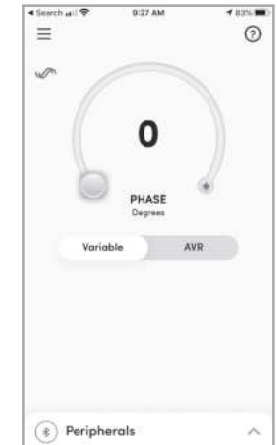 ◀ Search 9:27 AM 83%
?
0
PHASE
Degrees
Variable AVR
Peripherals